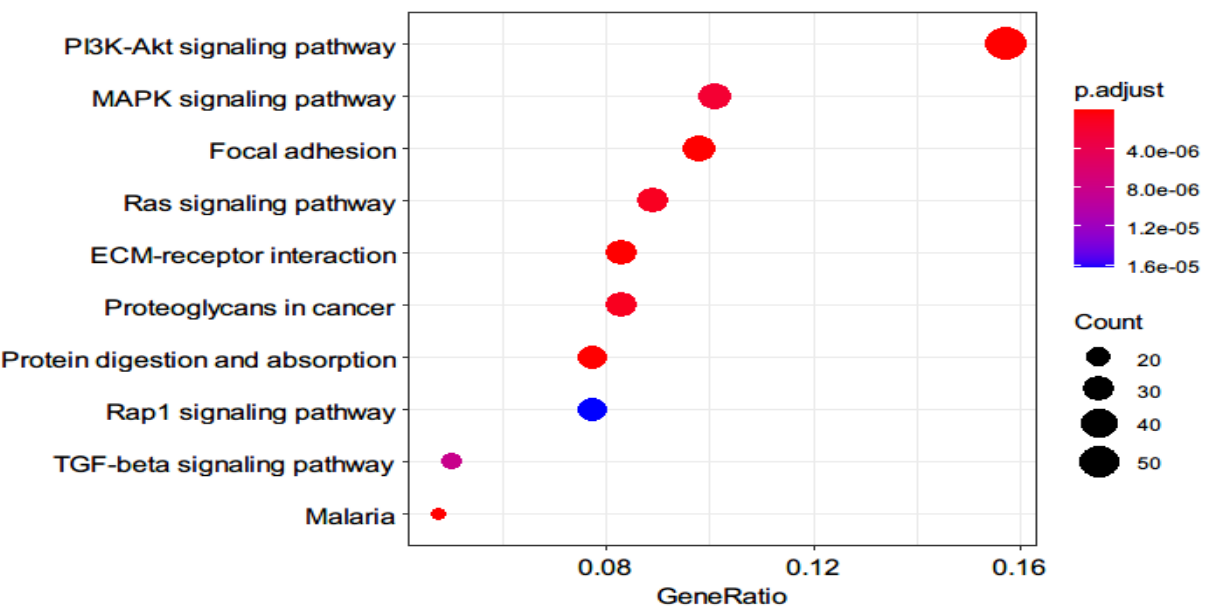 PI3K-Akt signaling pathway
MAPK signaling pathway
Focal adhesion
Ras signaling pathway
ECM-receptor interaction
Proteoglycans in cancer
Protein digestion and absorption
Rap1 signaling pathway
TGF-beta signaling pathway
Malaria
0.08 0.12 0.16
GeneRatio
p.adjust
4.0e-06
8.0e-06
1.2e-05
1.6e-05
Count
20
30
40
50